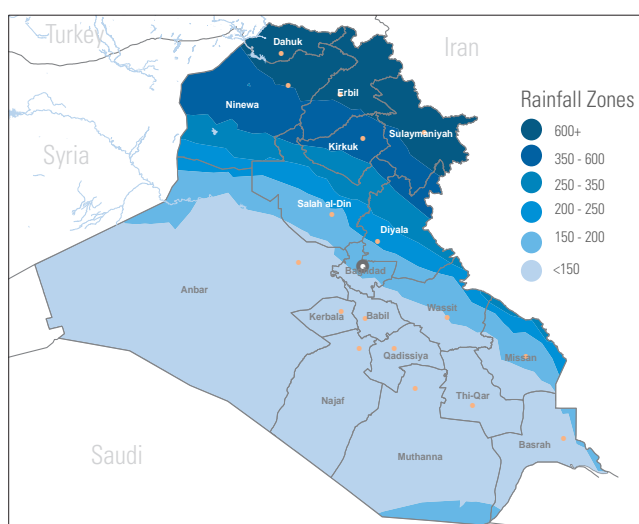 Turkey
Iran
Syria
Saudi
Dahuk
Erbil
Ninewa
Sulaymaniyah
Kirkuk
Salah al-Din
Diyala
Baghdad
Anbar
Wassit
Kerbala
Babil
Qadissiya
Missan
Najaf
Thi-Qar
Basrah
Muthanna
Rainfall Zones
600+
350 - 600
250 - 350
200 - 250
150 - 200
<150